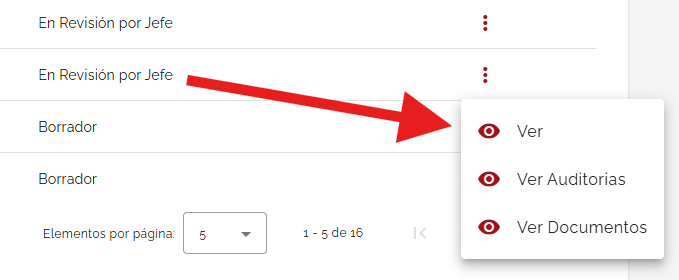 En Revisión por Jefe
En Revisión por Jefe
Borrador
Ver
Borrador
Ver Auditorias
Ver Documentos
Elementos por página: 5 1 - 5 de 16